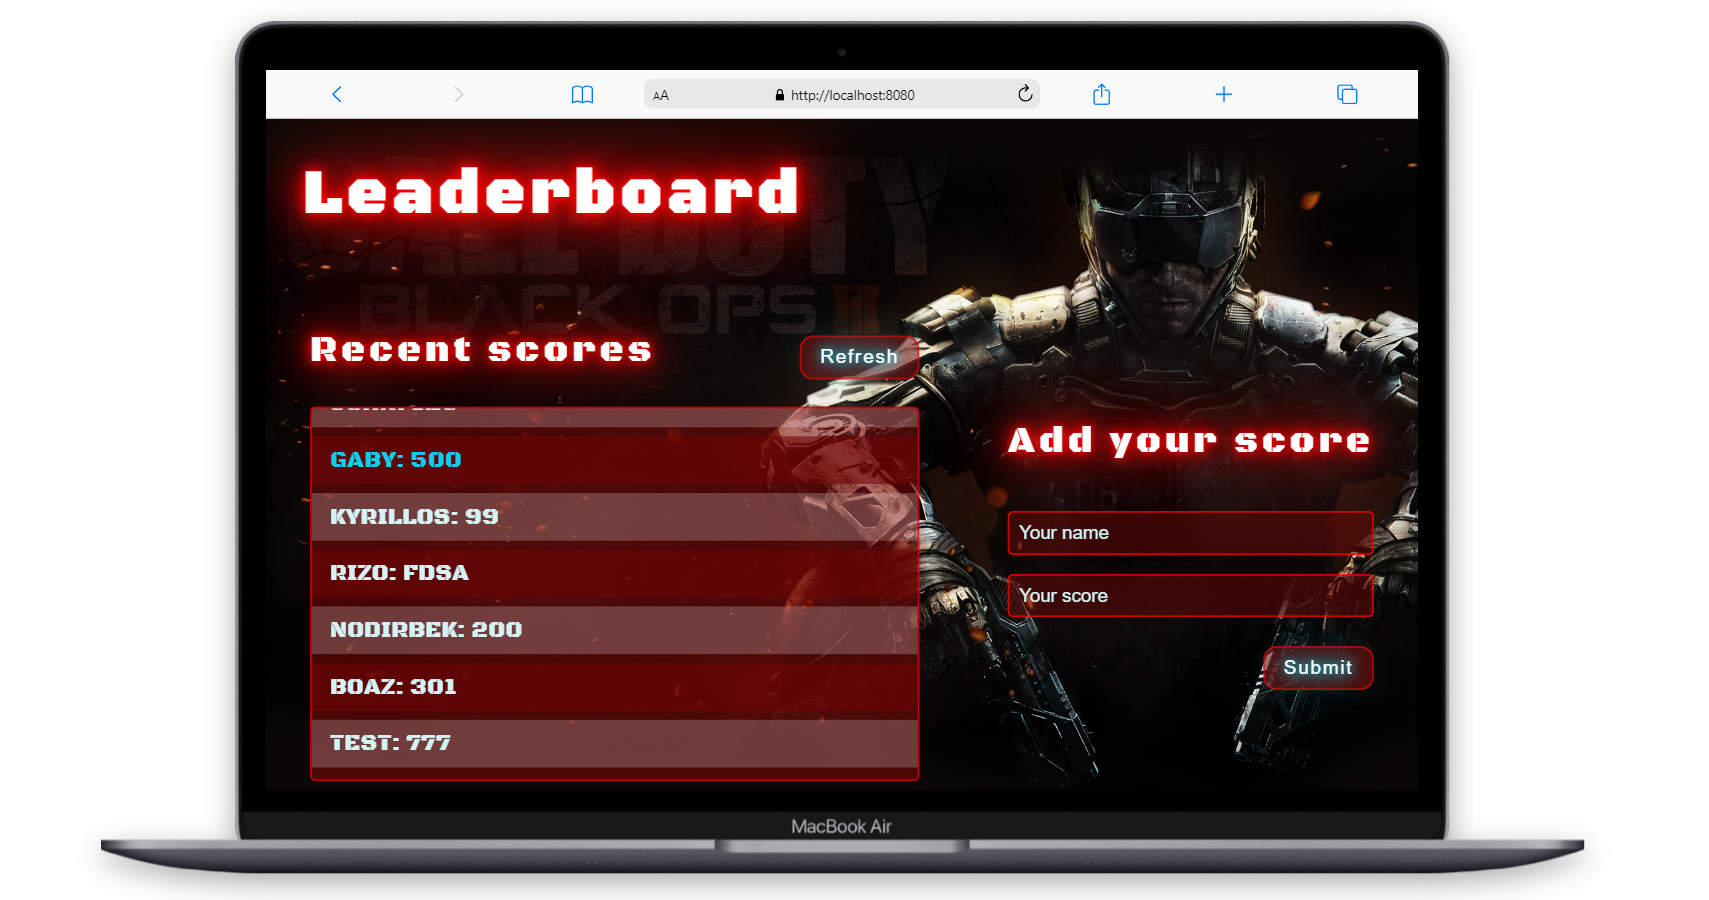 AA
http://localhost:8080
CALL OF DUTY
BLACK OPS III
Leaderboard
Recent scores
Refresh
GABY: 500
KYRILLOS: 99
RIZO: FDSA
NODIRBEK: 200
BOAZ: 301
TEST: 777
Add your score
Your name
Your score
Submit
MacBook Air